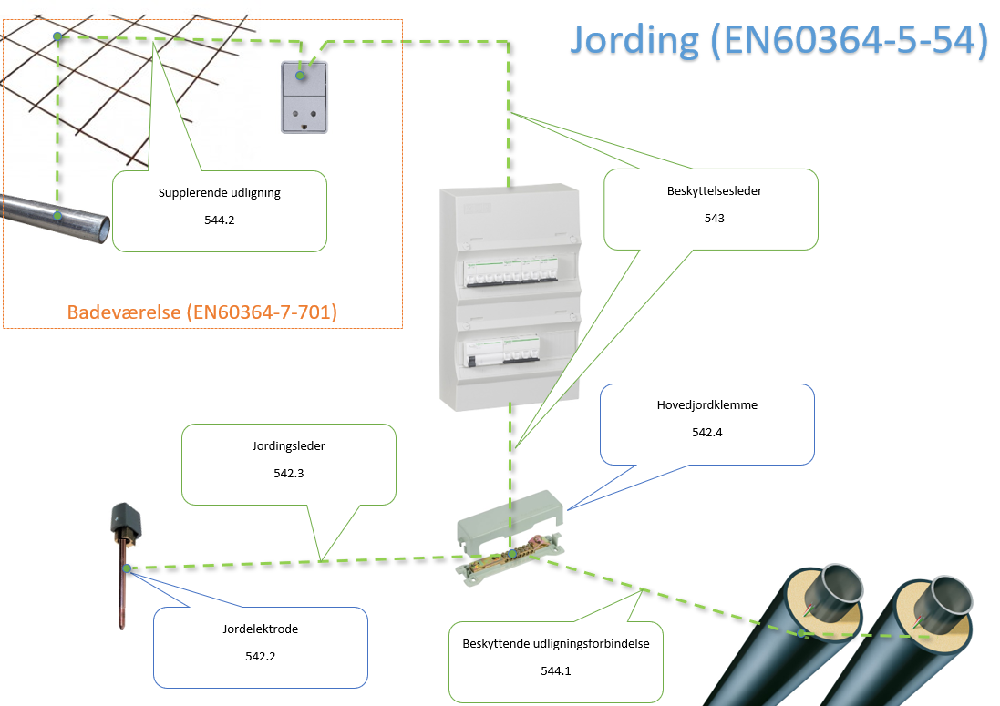 Jording (EN60364-5-54)
Supplerende udligning
544.2
Beskyttelsesleder
543
Badeværelse (EN60364-7-701)
Hovedjordklemme
542.4
Jordingsleder
542.3
Jordelektrode
542.2
Beskyttende udligningsforbindelse
544.1